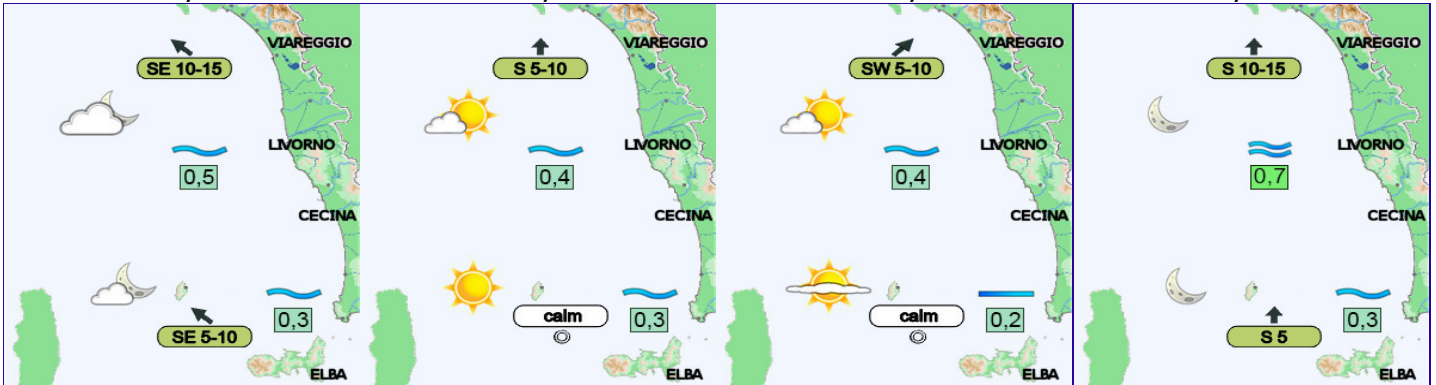 VIAREGGIO
SE 10-15
LIVORNO
0,5
CECINA
0,3
SE 5-10
ELBA
VIAREGGIO
S 5-10
LIVORNO
0,4
CECINA
calm
0,3
ELBA
VIAREGGIO
SW 5-10
LIVORNO
0,4
CECINA
calm
0,2
ELBA
VIAREGGIO
S 10-15
LIVORNO
0,7
CECINA
0,3
S 5
ELBA